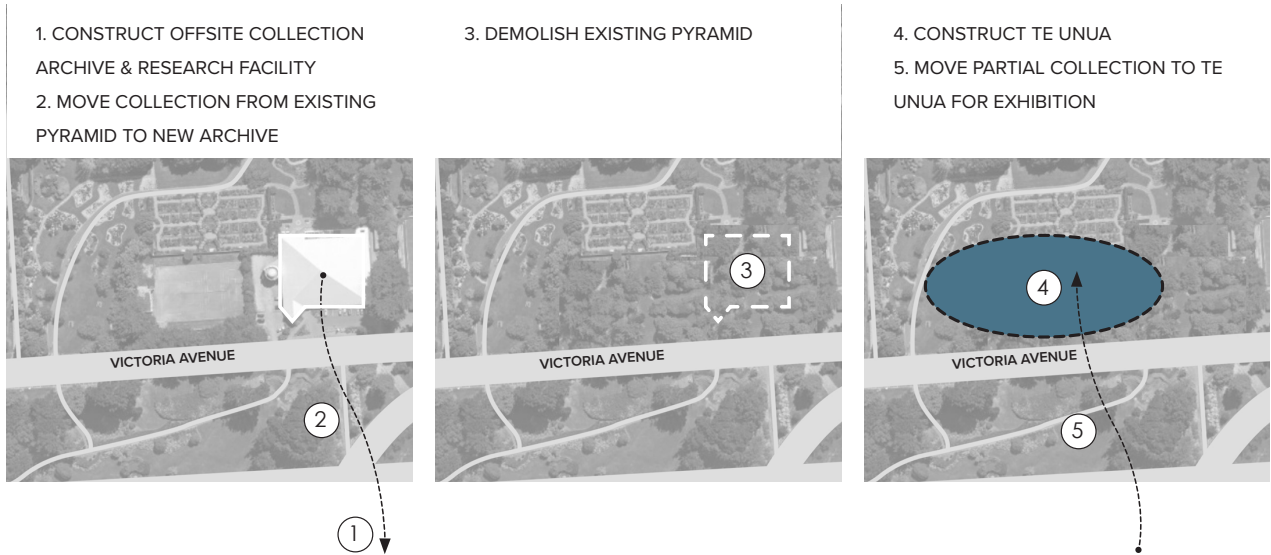 1. CONSTRUCT OFFSITE COLLECTION
ARCHIVE & RESEARCH FACILITY
2. MOVE COLLECTION FROM EXISTING
PYRAMID TO NEW ARCHIVE
3. DEMOLISH EXISTING PYRAMID
4. CONSTRUCT TE UNUA
5. MOVE PARTIAL COLLECTION TO TE
UNUA FOR EXHIBITION
VICTORIA AVENUE
2
1
3
VICTORIA AVENUE
4
VICTORIA AVENUE
5